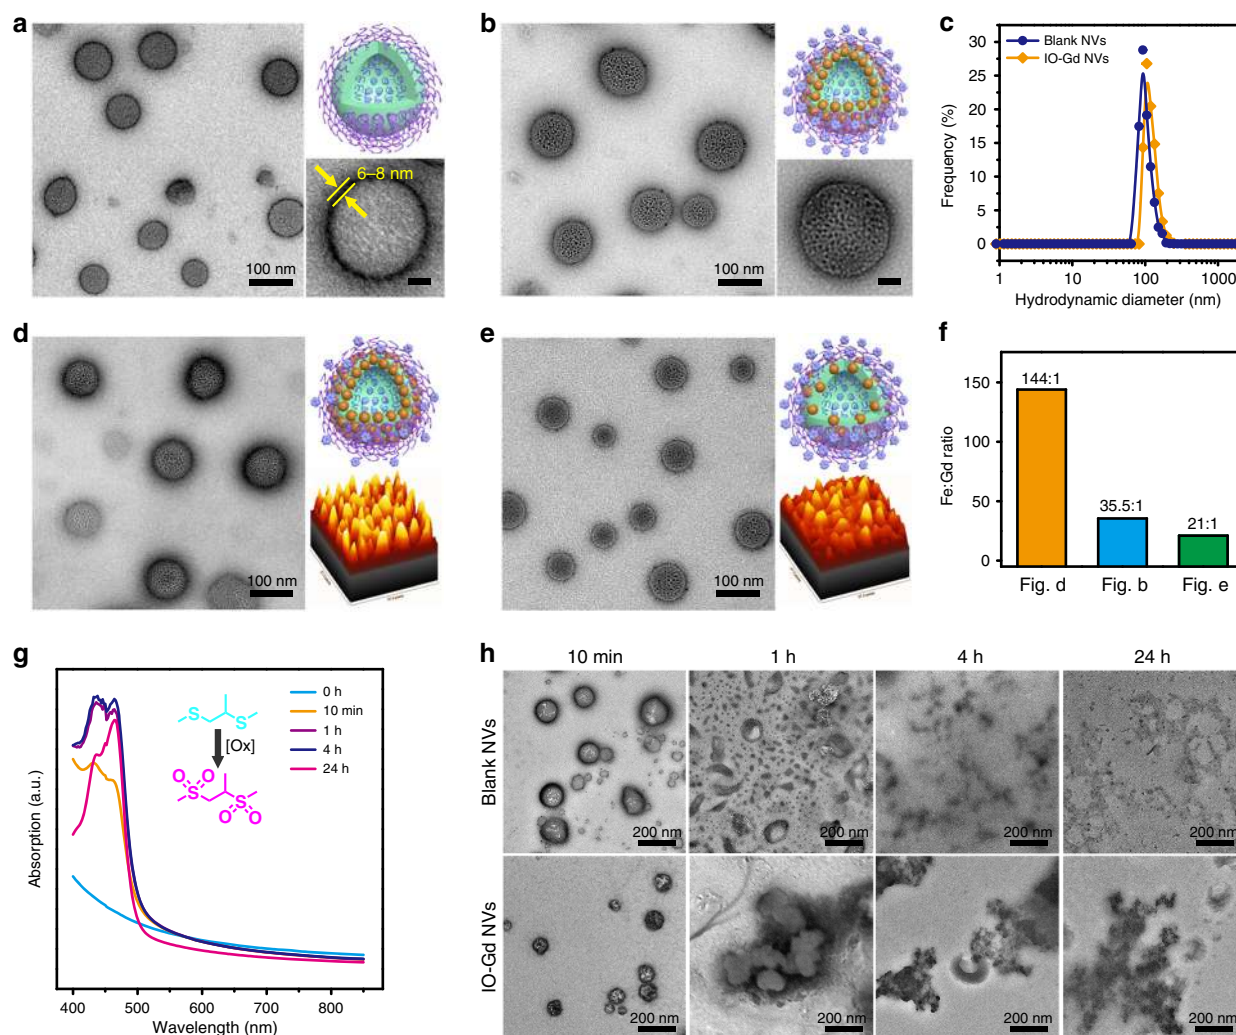 a
6–8 nm
100 nm
b
100 nm
c
Blank NVs
IO-Gd NVs
Frequency (%)
30
25
20
15
10
5
0
1
10
100
1000
Hydrodynamic diameter (nm)
d
100 nm
e
100 nm
f
Fe:Gd ratio
150
100
50
0
144:1
35.5:1
21:1
Fig. d
Fig. b
Fig. e
g
Absorption (a.u.)
0 h
10 min
1 h
4 h
24 h
S
S
[Ox]
O
O
S
S
O
O
400
500
600
700
800
Wavelength (nm)
h
10 min
1 h
4 h
24 h
Blank NVs
200 nm
200 nm
200 nm
200 nm
IO-Gd NVs
200 nm
200 nm
200 nm
200 nm